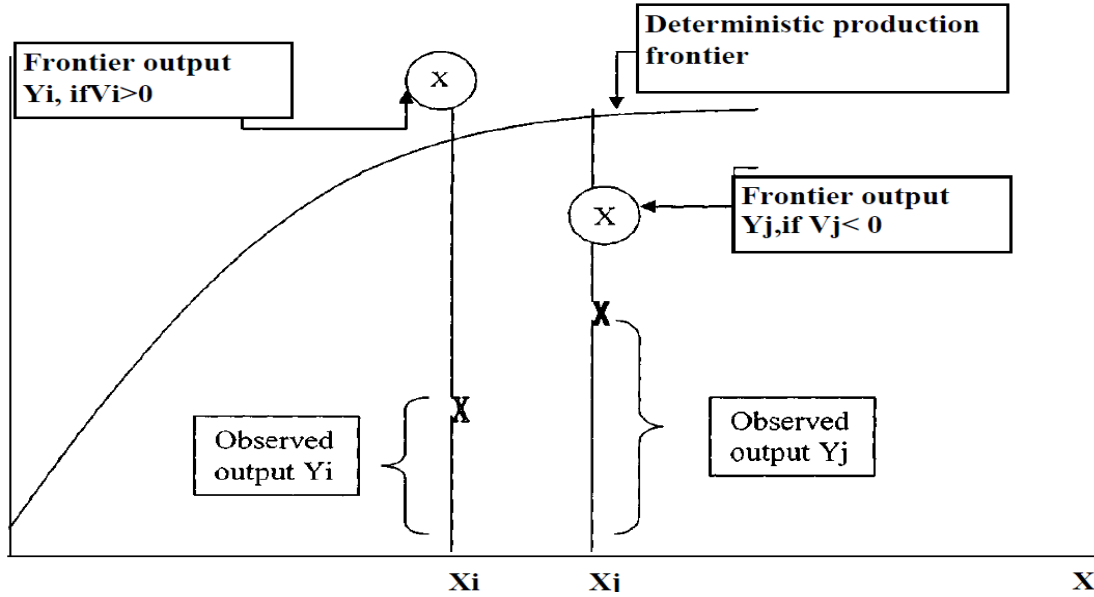 Deterministic production
frontier
Frontier output
Yi, ifVi>0
X
X
Frontier output
Yj,if Vj< 0
X
X
Observed
output Yi
Observed
output Yj
Xi
Xj
X